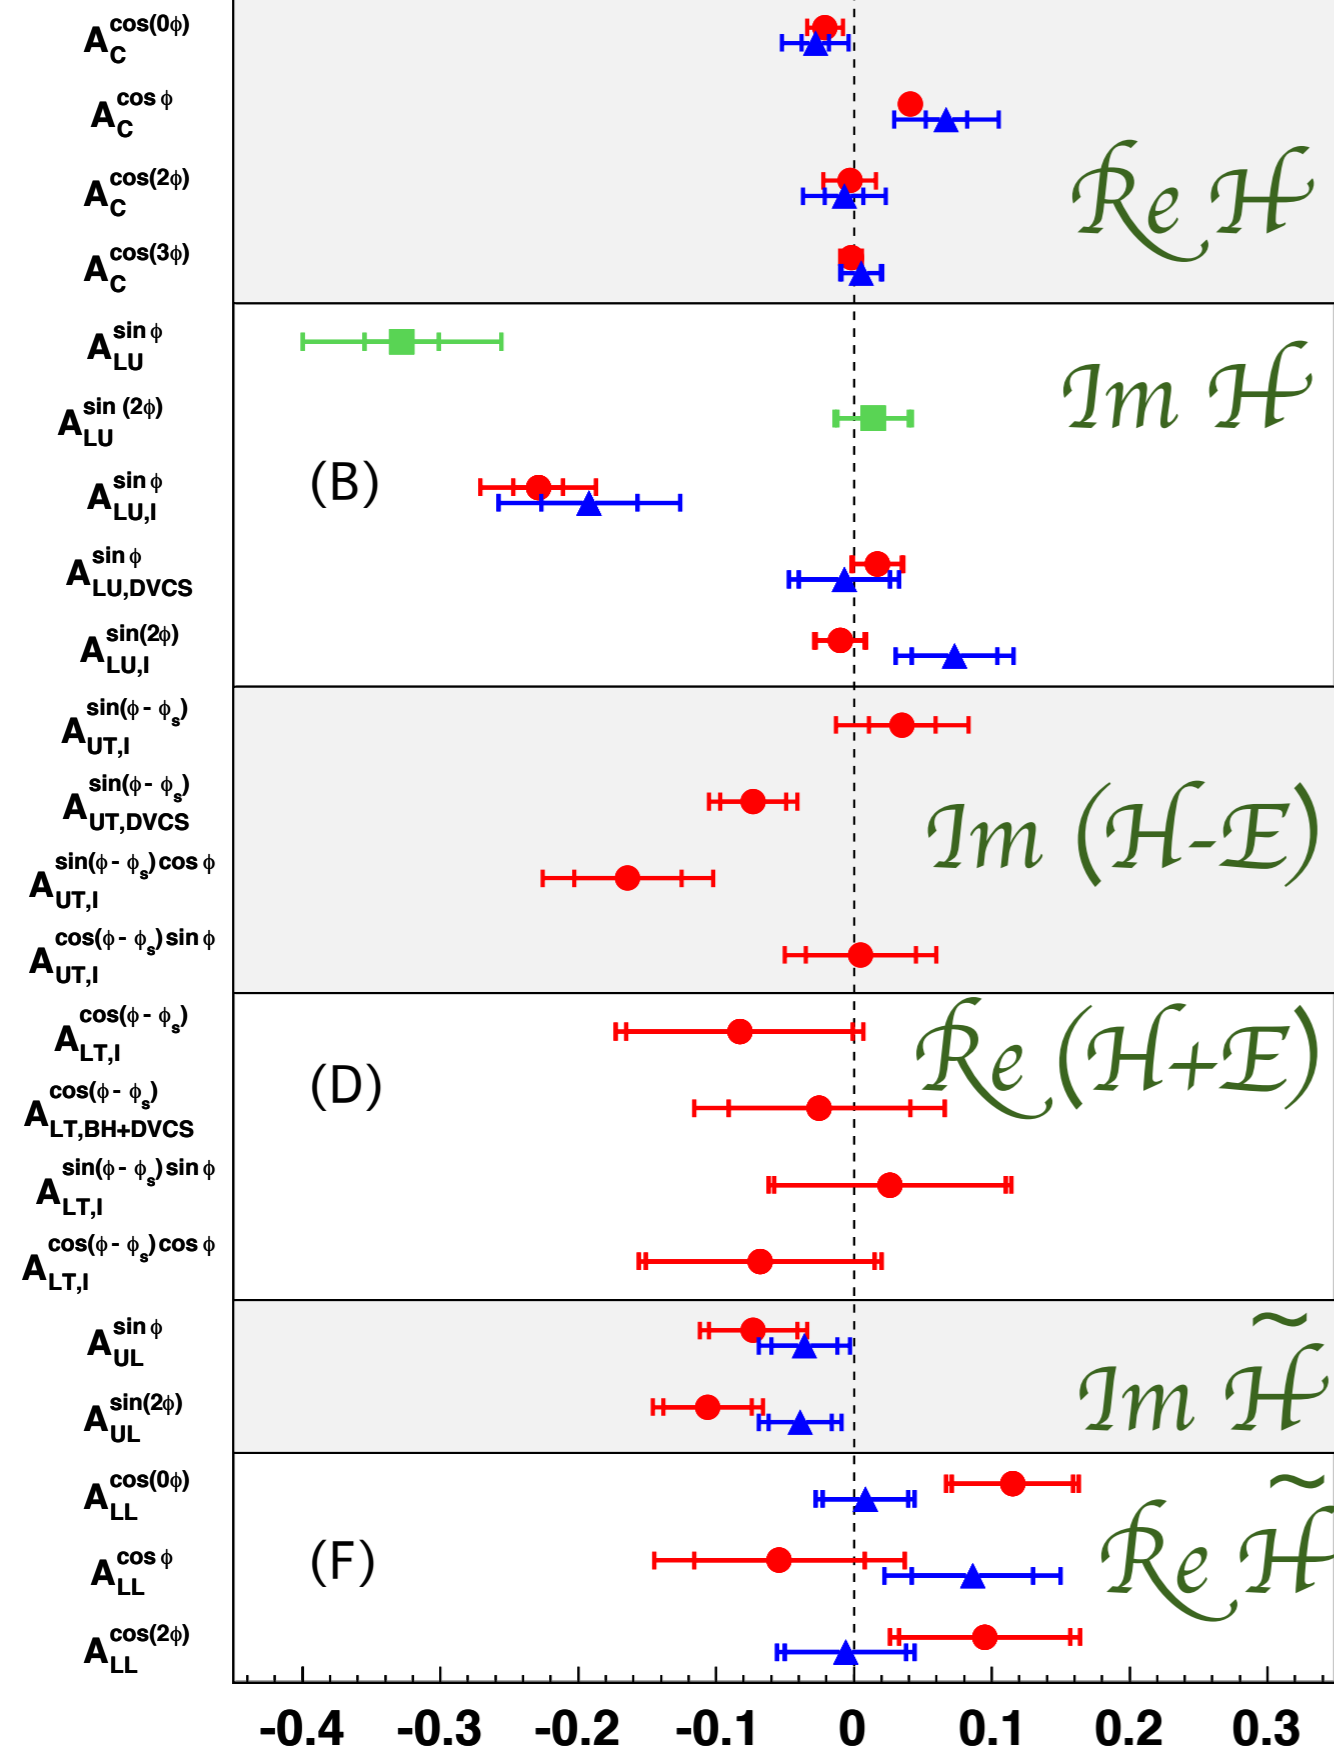 A_C^cos(0ϕ)
A_C^cos ϕ
A_C^cos(2ϕ)
Re H
A_C^cos(3ϕ)
A_LU^sin ϕ
Im H
A_LU^sin (2ϕ)
A_LU,I^sin ϕ
(B)
A_LU,DVCS^sin ϕ
A_LU,I^sin(2ϕ)
A_UT,I^sin(ϕ - ϕ_s)
A_UT,DVCS^sin(ϕ - ϕ_s)
Im (H-E)
A_UT,I^sin(ϕ - ϕ_s) cos ϕ
A_UT,I^cos(ϕ - ϕ_s) sin ϕ
A_LT,I^cos(ϕ - ϕ_s)
Re (H+E)
(D)
A_LT,BH+DVCS^cos(ϕ - ϕ_s)
A_LT,I^sin(ϕ - ϕ_s) sin ϕ
A_LT,I^cos(ϕ - ϕ_s) cos ϕ
A_UL^sin ϕ
A_UL^sin(2ϕ)
Im H̃
A_LL^cos(0ϕ)
A_LL^cos ϕ
(F)
Re H̃
A_LL^cos(2ϕ)
-0.4 -0.3 -0.2 -0.1 0 0.1 0.2 0.3